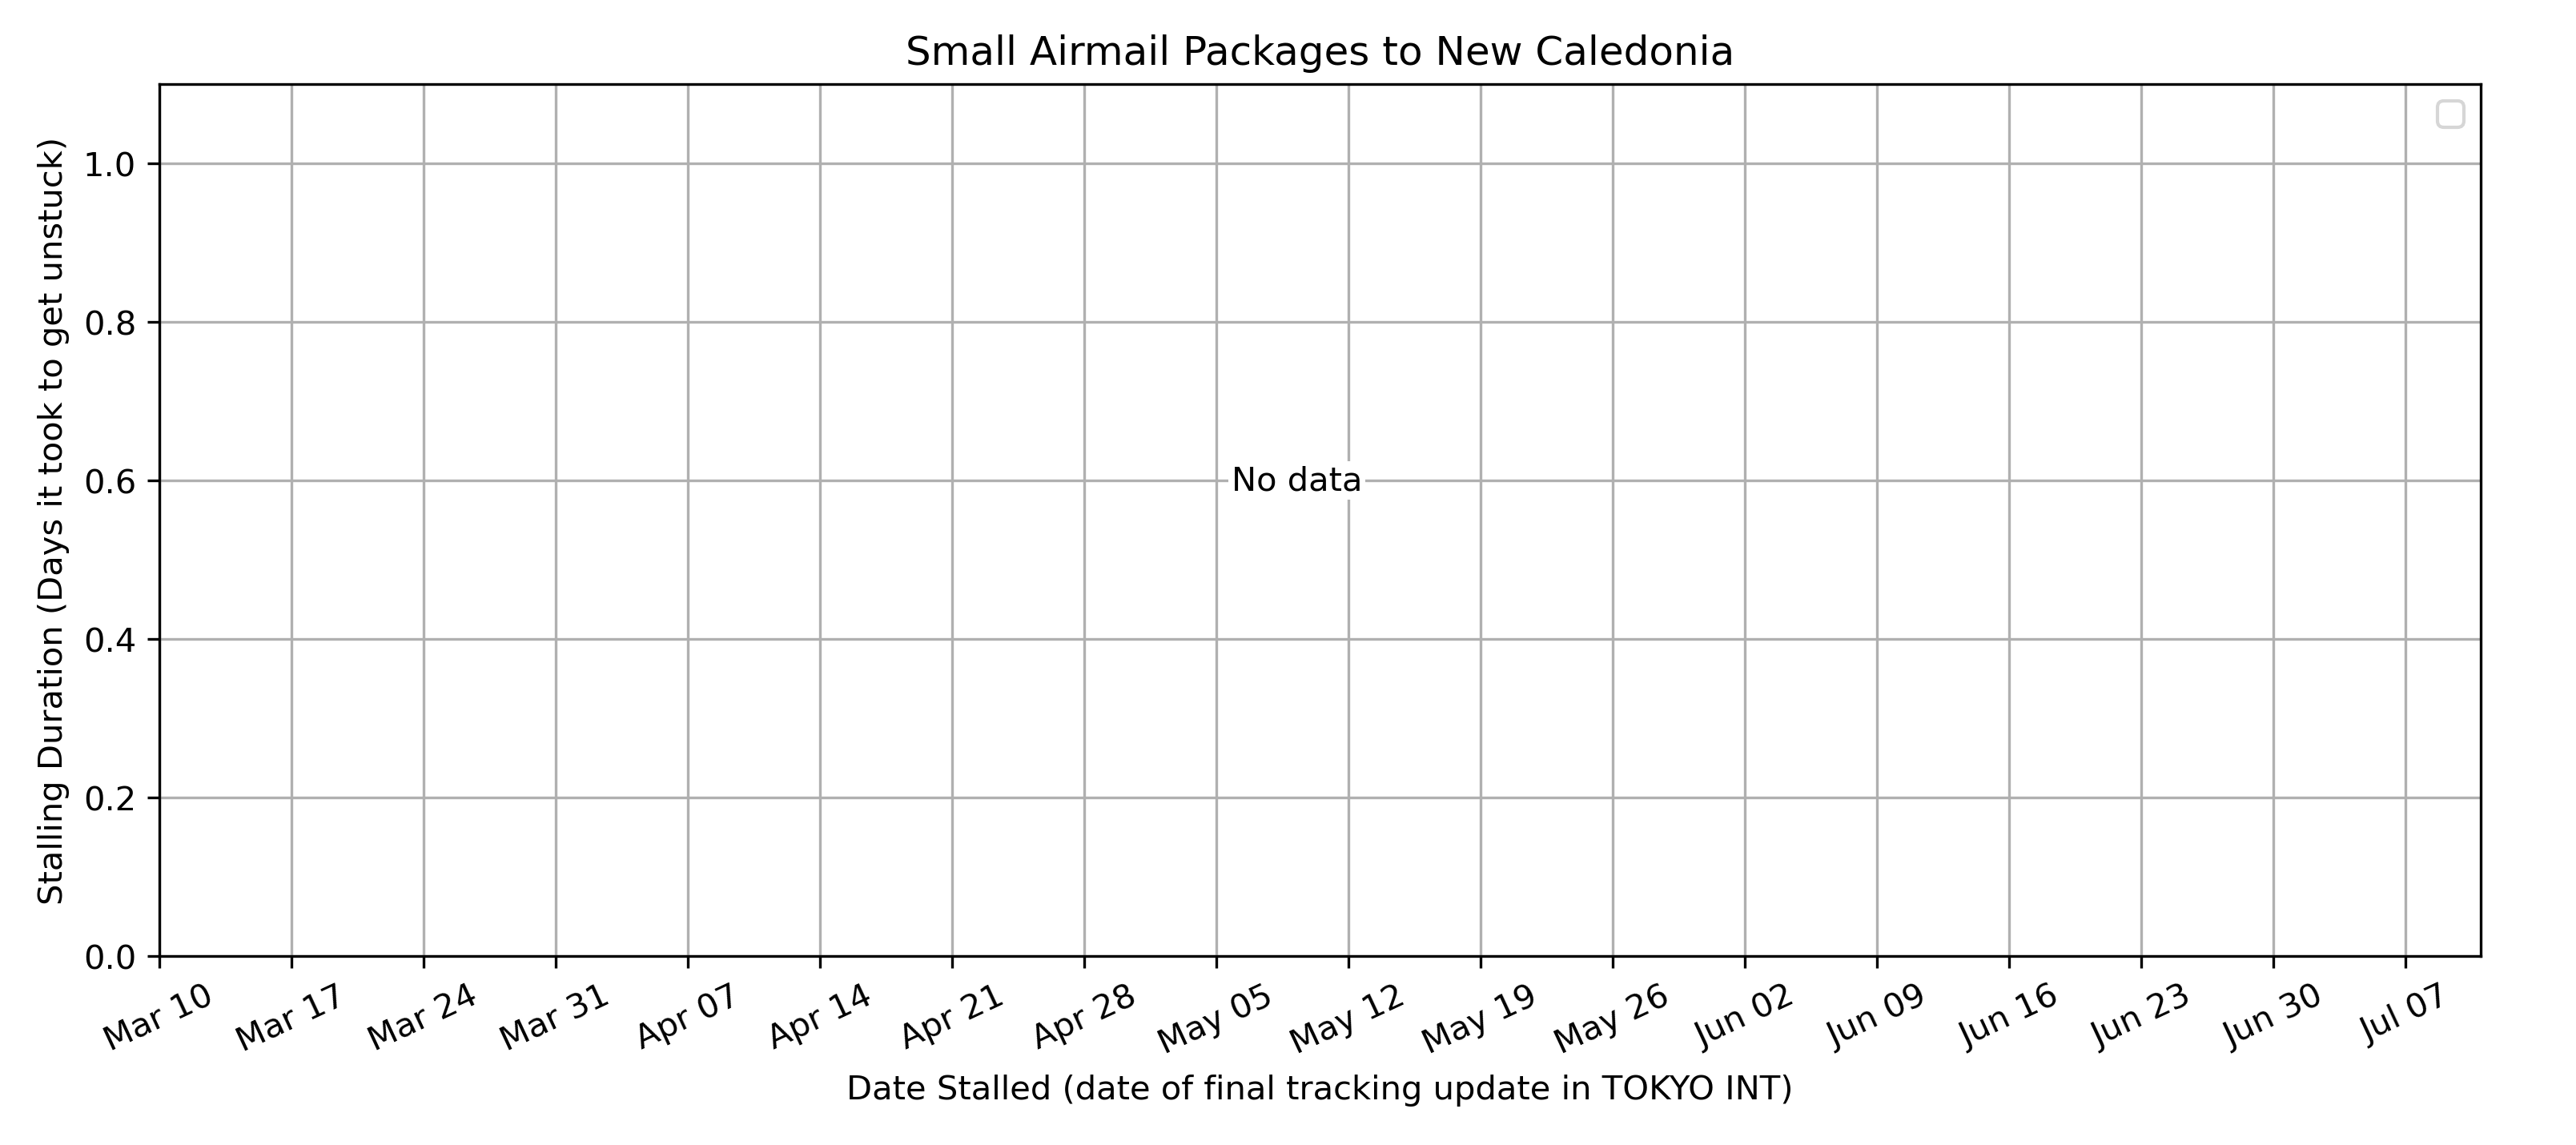 Small Airmail Packages to New Caledonia
Stalling Duration (Days it took to get unstuck)
1.0
0.8
0.6
0.4
0.2
0.0
No data
Mar 10
Mar 17
Mar 24
Mar 31
Apr 07
Apr 14
Apr 21
Apr 28
May 05
May 12
May 19
May 26
Jun 02
Jun 09
Jun 16
Jun 23
Jun 30
Jul 07
Date Stalled (date of final tracking update in TOKYO INT)